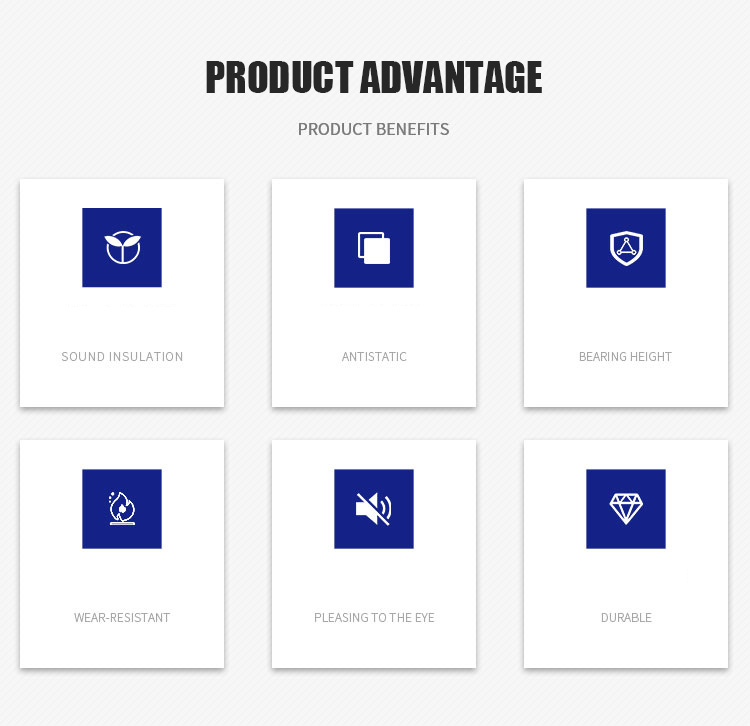 PRODUCT ADVANTAGE
PRODUCT BENEFITS
SOUND INSULATION
ANTISTATIC
BEARING HEIGHT
WEAR-RESISTANT
PLEASING TO THE EYE
DURABLE